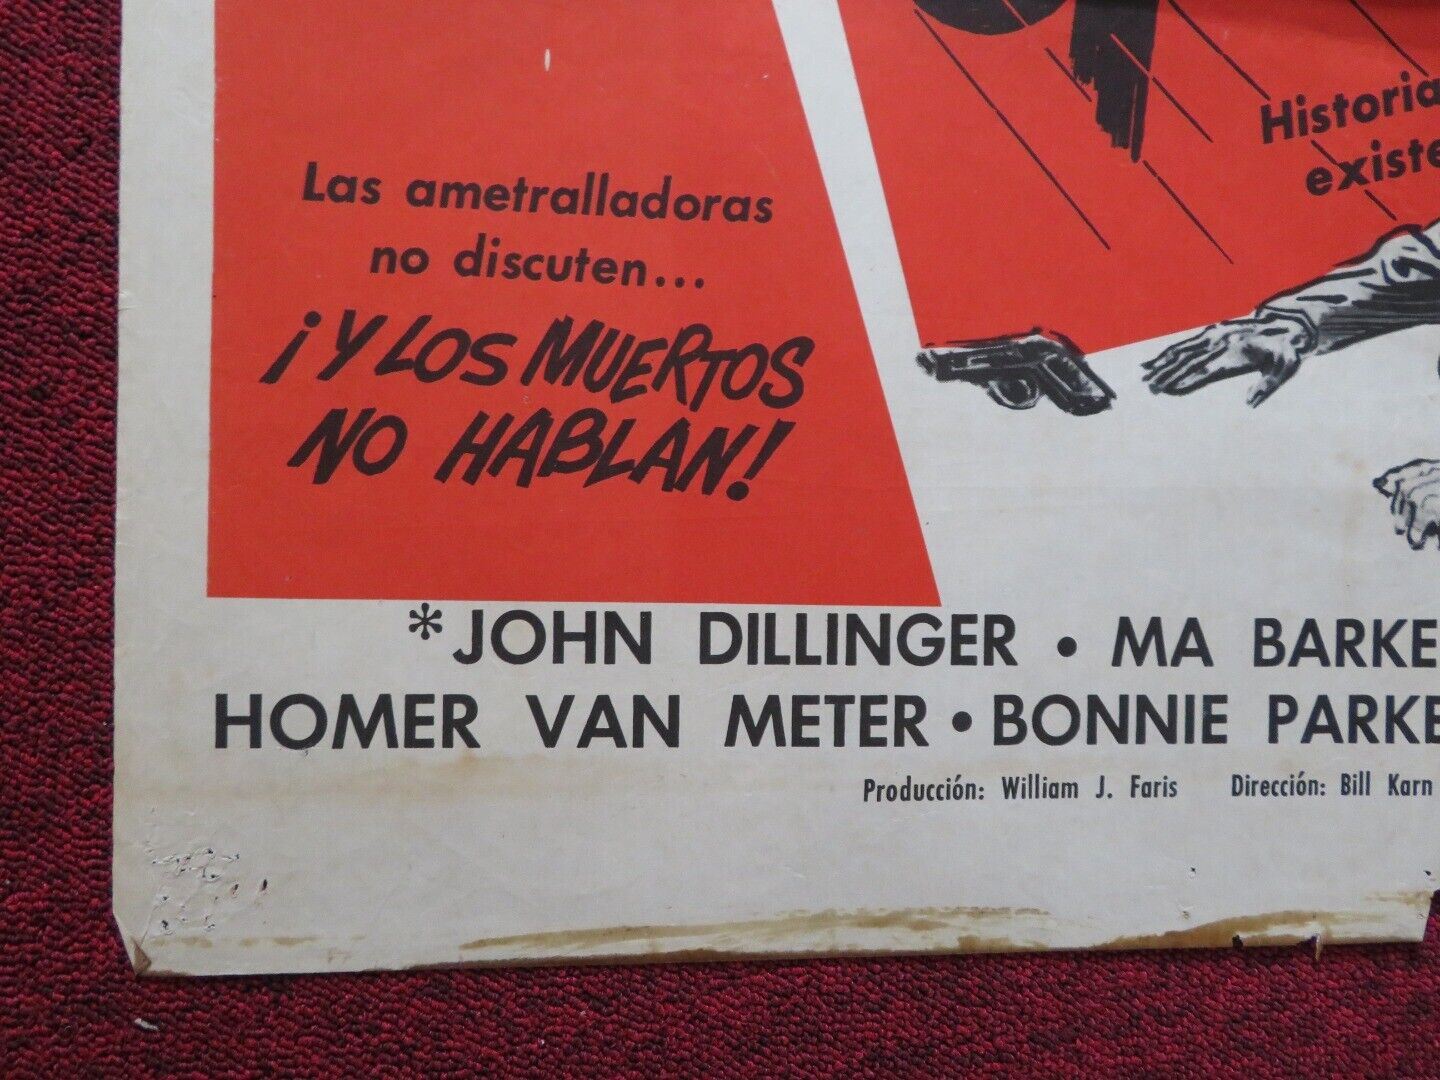 Las ametralladoras
no discuten...
¡Y LOS MUERTOS
NO HABLAN!
Historia
existe
*JOHN DILLINGER • MA BARKE
HOMER VAN METER • BONNIE PARKE
Producción: William J. Faris Dirección: Bill Karn